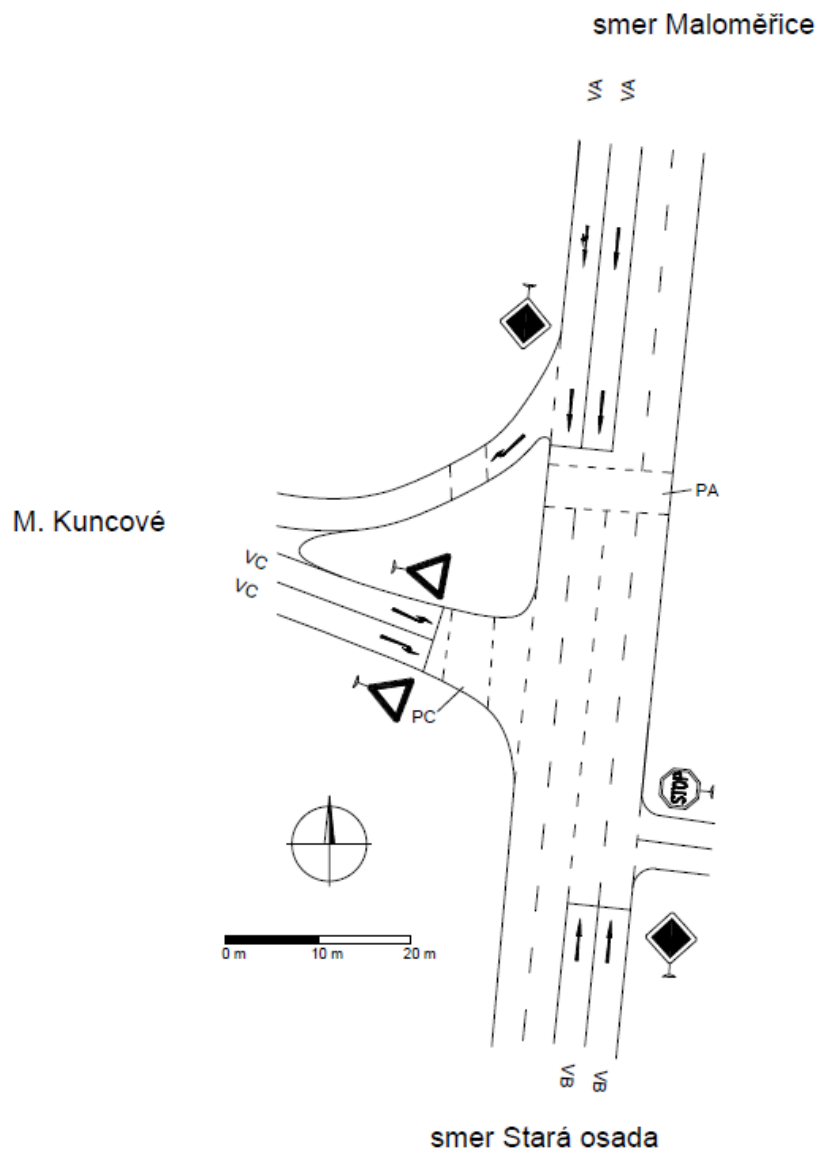 smer Maloměřice
VA VA
PA
M. Kuncové
VC
VC
PC
STOP
0 m 10 m 20 m
VB VB
smer Stará osada